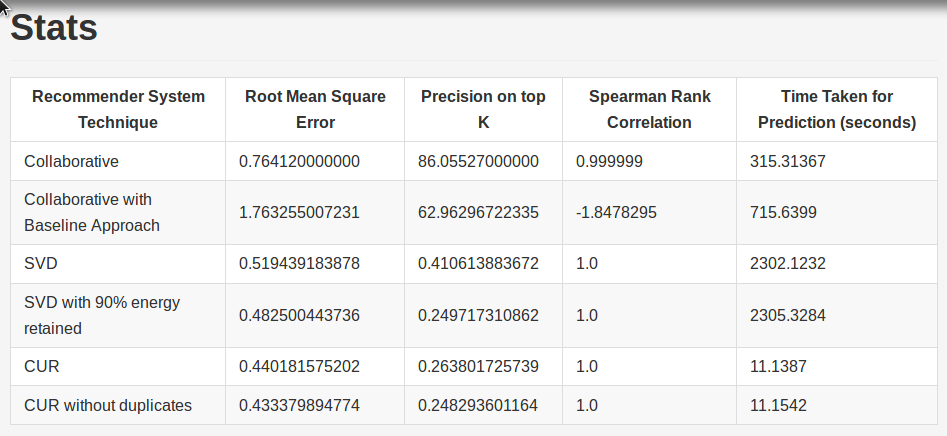 Stats
Recommender System Technique | Root Mean Square Error | Precision on top K | Spearman Rank Correlation | Time Taken for Prediction (seconds)
Collaborative | 0.764120000000 | 86.05527000000 | 0.999999 | 315.31367
Collaborative with Baseline Approach | 1.763255007231 | 62.96296722335 | -1.8478295 | 715.6399
SVD | 0.519439183878 | 0.410613883672 | 1.0 | 2302.1232
SVD with 90% energy retained | 0.482500443736 | 0.249717310862 | 1.0 | 2305.3284
CUR | 0.440181575202 | 0.263801725739 | 1.0 | 11.1387
CUR without duplicates | 0.433379894774 | 0.248293601164 | 1.0 | 11.1542